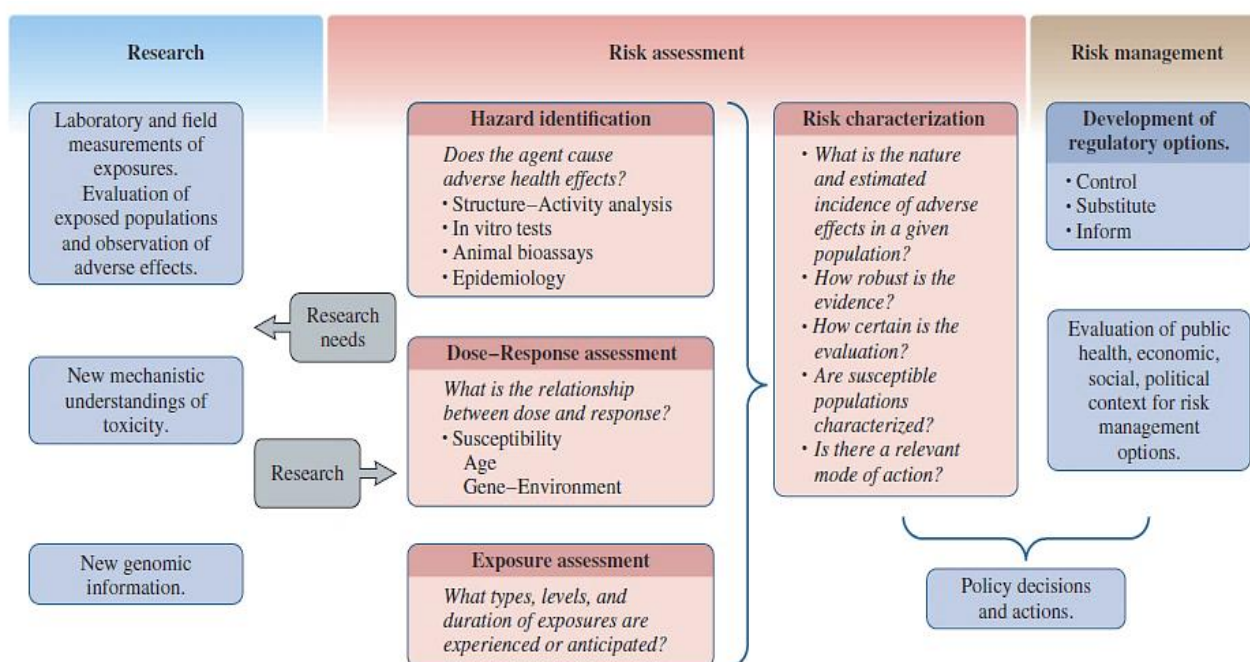 Research
Risk assessment
Risk management
Laboratory and field
measurements of
exposures.
Evaluation of
exposed populations
and observation of
adverse effects.
New mechanistic
understandings of
toxicity.
New genomic
information.
Research
needs
Research
Hazard identification
Does the agent cause
adverse health effects?
• Structure–Activity analysis
• In vitro tests
• Animal bioassays
• Epidemiology
Dose–Response assessment
What is the relationship
between dose and response?
• Susceptibility
Age
Gene–Environment
Exposure assessment
What types, levels, and
duration of exposures are
experienced or anticipated?
Risk characterization
• What is the nature
and estimated
incidence of adverse
effects in a given
population?
• How robust is the
evidence?
• How certain is the
evaluation?
• Are susceptible
populations
characterized?
• Is there a relevant
mode of action?
Development of
regulatory options.
• Control
• Substitute
• Inform
Evaluation of public
health, economic,
social, political
context for risk
management
options.
Policy decisions
and actions.